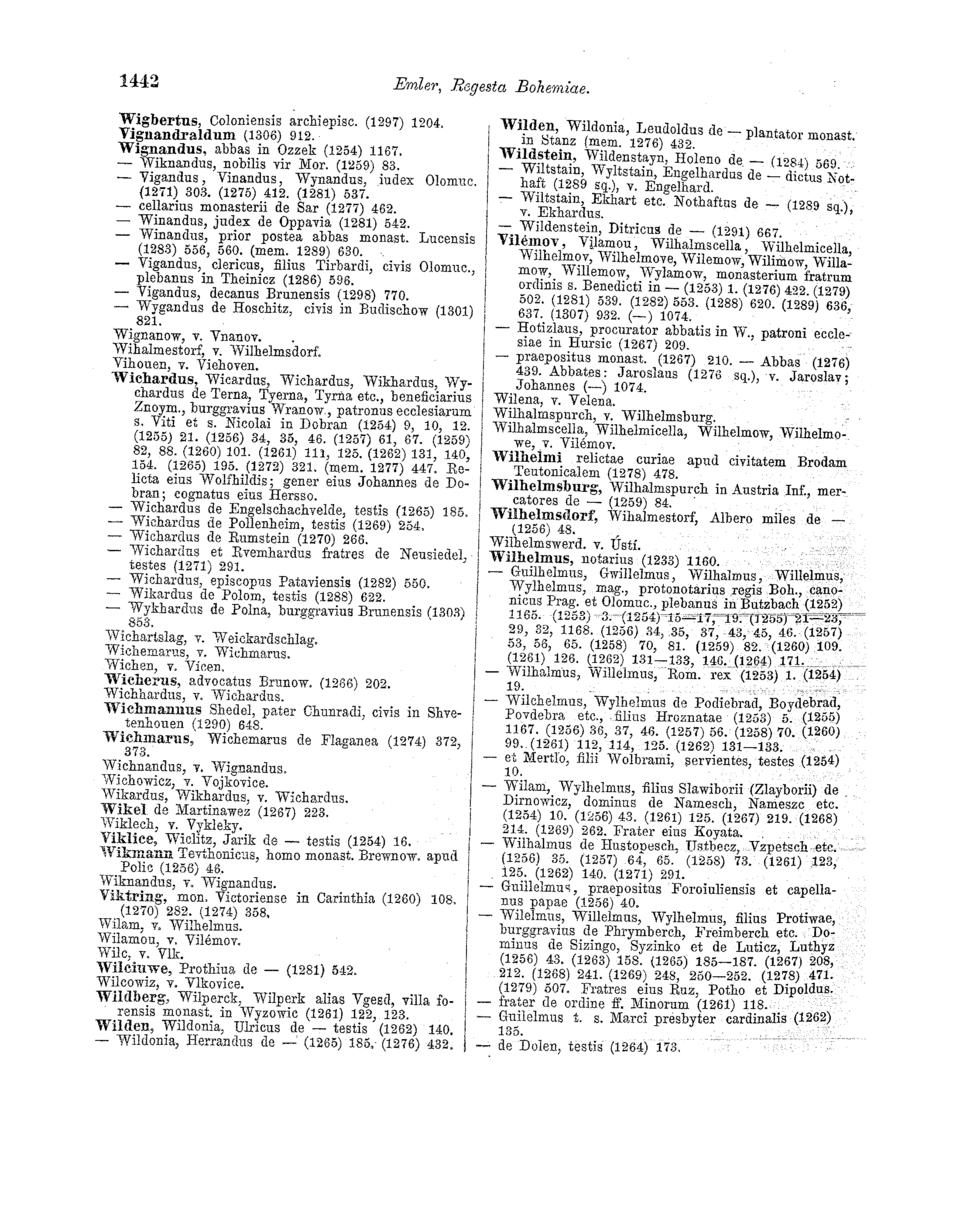 1442
Emler, Regesta Bohemiae.
Wigbertus, Coloniensis archiepisc. (1297) 1204.
Vignandraldum (1306) 912.
Wignandus, abbas in Ozzek (1254) 1167.
— Wiknandus, nobilis vir Mor. (1259) 83.
— Vigandus, Vinandus, Wynandus, iudex Olomuc.
(1271) 303. (1275) 412. (1281) 537.
— cellarius monasterii de Sar (1277) 462.
— Winandus, judex de Oppavia (1281) 542.
— Winandus, prior postea abbas monast. Lucensis
(1283) 556, 560. (mem. 1289) 630.
— Vigandus, clericus, filius Tirbardi, civis Olomuc.,
plebanus in Theinicz (1286) 596.
— Vigandus, decanus Brunensis (1298) 770.
— Wygandus de Hoschitz, civis in Budischow (1301)
821.
Wignanow, v. Vnanov.
Wihalmestorf, v. Wilhelmsdorf.
Vihouen, v. Viehoven.
Wichardus, Wicardus, Wichardus, Wikhardus, Wy-
chardus de Terna, Tyerna, Tyrna etc., beneficiarius
Znoym., burggravius Wranow., patronus ecclesiarum
s. Viti et s. Nicolai in Dobran (1254) 9, 10, 12.
(1255) 21. (1256) 34, 35, 46. (1257) 61, 67. (1259)
82, 88. (1260) 101. (1261) 111, 125. (1262) 131, 140,
154. (1265) 195. (1272) 321. (mem. 1277) 447. Re-
licta eius Wolfhildis; gener eius Johannes de Do-
bran; cognatus eius Hersso.
— Wichardus de Engelschachvelde, testis (1265) 185.
— Wichardus de Pollenheim, testis (1269) 254.
— Wichardus de Rumstein (1270) 266.
— Wichardus et Rvemhardus fratres de Neusiedel,
testes (1271) 291.
— Wichardus, episcopus Pataviensis (1282) 550.
— Wikardus de Polom, testis (1288) 622.
— Wykhardus de Polna, burggravius Brunensis (1303)
853.
Wichartslag, v. Weickardschlag.
Wichemarus, v. Wichmarus.
Wichen, v. Vícen.
Wicherus, advocatus Brunow. (1266) 202.
Wichhardus, v. Wichardus.
Wichmannus Shedel, pater Chunradi, civis in Shve-
tenhouen (1290) 648.
Wichmarus, Wichemarus de Flaganea (1274) 372,
373.
Wichnandus, v. Wignandus.
Wichowicz, v. Vojkovice.
Wikardus, Wikhardus, v. Wichardus.
Wikel de Martinawez (1267) 223.
Wiklech, v. Vykleky.
Viklice, Wiclitz, Jarik de — testis (1254) 16.
Wikmann Tevthonicus, homo monast. Brewnow. apud
Polic (1256) 46.
Wiknandus, v. Wignandus.
Viktring, mon. Victoriense in Carinthia (1260) 108.
(1270) 282. (1274) 358.
Wilam, v. Wilhelmus.
Wilamou, v. Vilémov.
Wilc, v. Vlk.
Wilciuwe, Prothiua de — (1281) 542.
Wilcowiz, v. Vlkovice.
Wildberg, Wilperck, Wilperk alias Vgesd, villa fo-
rensis monast. in Wyzowic (1261) 122, 123.
Wilden, Wildonia, Ulricus de — testis (1262) 140.
— Wildonia, Herrandus de — (1265) 185. (1276) 432.
Wilden, Wildonia, Leudoldus de — plantator monast.
in Stanz (mem. 1276) 432.
Wildstein, Wildenstayn, Holeno de — (1284) 569.
— Wiltstain, Wyltstain, Engelhardus de — dictus Not-
haft (1289 sq.), v. Engelhard.
— Wiltstain, Ekhart etc. Nothaftus de — (1289 sq.),
v. Ekhardus.
— Wildenstein, Ditricus de — (1291) 667.
Vilémov, Vilamou, Wilhalmscella, Wilhelmicella,
Wilhelmov, Wilhelmove, Wilemow, Wilimow, Willa-
mow, Willemow, Wylamow, monasterium fratrum
ordinis s. Benedicti in — (1253) 1. (1276) 422. (1279)
502. (1281) 539. (1282) 553. (1288) 620. (1289) 636,
637. (1307) 932. (—) 1074.
— Hotizlaus, procurator abbatis in W., patroni eccle-
siae in Hursic (1267) 209.
— praepositus monast. (1267) 210. — Abbas (1276)
439. Abbates: Jaroslaus (1276 sq.), v. Jaroslav;
Johannes (—) 1074.
Wilena, v. Velena.
Wilhalmspurch, v. Wilhelmsburg.
Wilhalmscella, Wilhelmicella, Wilhelmow, Wilhelmo-
we, v. Vilémov.
Wilhelmi relictae curiae apud civitatem Brodam
Teutonicalem (1278) 478.
Wilhelmsburg, Wilhalmspurch in Austria Inf., mer-
catores de — (1259) 84.
Wilhelmsdorf, Wihalmestorf, Albero miles de —
(1256) 48.
Wilhelmswerd. v. Ústí.
Wilhelmus, notarius (1233) 1160.
— Guilhelmus, Gwillelmus, Wilhalmus, Willelmus,
Wylhelmus, mag., protonotarius regis Boh., cano-
nicus Prag. et Olomuc., plebanus in Butzbach (1252)
1165. (1253) 3. (1254) 15—17, 19. (1255) 21—23,
29, 32, 1168. (1256) 34, 35, 37, 43, 45, 46. (1257)
53, 56, 65. (1258) 70, 81. (1259) 82. (1260) 109.
(1261) 126. (1262) 131—133, 146. (1264) 171.
— Wilhalmus, Willelmus, Rom. rex (1253) 1. (1254)
19.
— Wilchelmus, Wylhelmus de Podiebrad, Boydebrad,
Povdebra etc., filius Hroznatae (1253) 5. (1255)
1167. (1256) 36, 37, 46. (1257) 56. (1258) 70. (1260)
99. (1261) 112, 114, 125. (1262) 131—133.
— et Mertlo, filii Wolbrami, servientes, testes (1254)
10.
— Wilam, Wylhelmus, filius Slawiborii (Zlayborii) de
Dirnowicz, dominus de Namesch, Nameszc etc.
(1254) 10. (1256) 43. (1261) 125. (1267) 219. (1268)
214. (1269) 262. Frater eius Koyata.
— Wilhalmus de Hustopesch, Ustbecz, Vzpetsch etc.
(1256) 35. (1257) 64, 65. (1258) 73. (1261) 123,
125. (1262) 140. (1271) 291.
— Guillelmus, praepositus Foroiuliensis et capella-
nus papae (1256) 40.
— Wilelmus, Willelmus, Wylhelmus, filius Protiwae,
burggravius de Phrymberch, Freimberch etc. Do-
minus de Sizingo, Syzinko et de Luticz, Luthyz
(1256) 43. (1263) 158. (1265) 185—187. (1267) 208,
212. (1268) 241. (1269) 248, 250—252. (1278) 471.
(1279) 507. Fratres eius Ruz, Potho et Dipoldus.
— frater de ordine ff. Minorum (1261) 118.
— Guilelmus t. s. Marci presbyter cardinalis (1262)
135.
— de Dolen, testis (1264) 173.